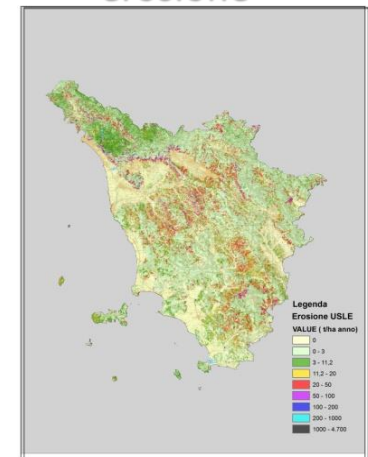 erosione
Legenda
Erosione USLE
VALUE ( t/ha anno)
0
0 - 3
3 - 11,2
11,2 - 20
20 - 50
50 - 100
100 - 200
200 - 1000
1000 - 4.700